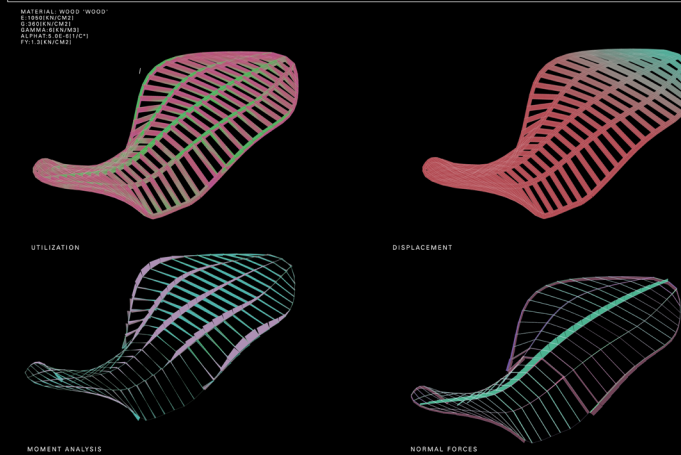 MATERIAL: WOOD 'WOOD'
E:1050[KN/CM2]
G:360[KN/CM2]
GAMMA:6[KN/M3]
ALPHAT:5.0E-6[1/C°]
FY:1.3[KN/CM2]
UTILIZATION
DISPLACEMENT
MOMENT ANALYSIS
NORMAL FORCES